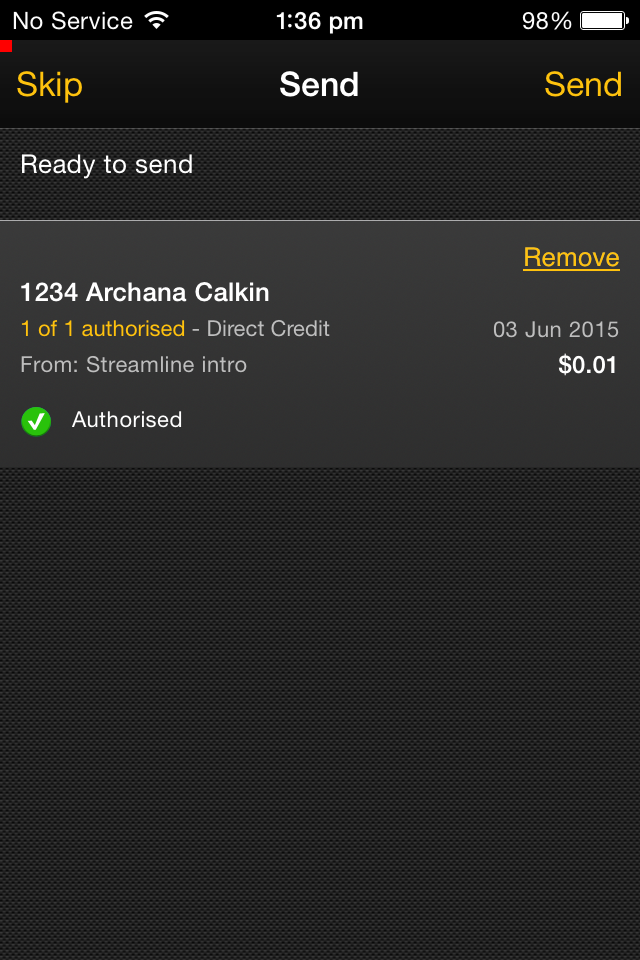 No Service 1:36 pm 98%
Skip Send Send
Ready to send
Remove
1234 Archana Calkin
1 of 1 authorised - Direct Credit 03 Jun 2015
From: Streamline intro $0.01
Authorised